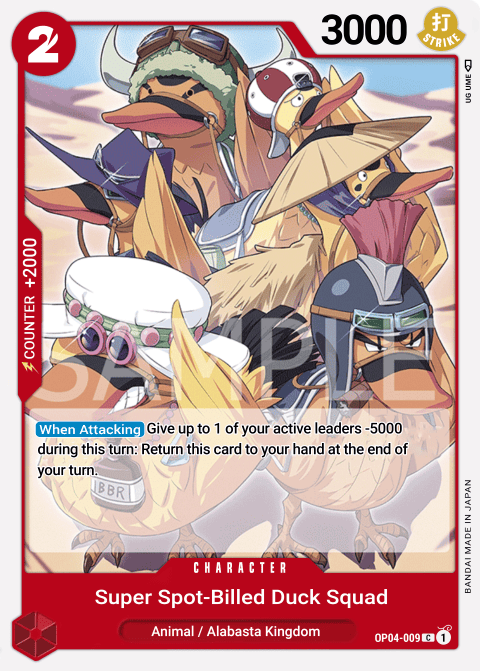 2
3000
打
STRIKE
UG UME
COUNTER +2000
SAMPLE
When Attacking Give up to 1 of your active leaders -5000
during this turn: Return this card to your hand at the end of
your turn.
BBR
BANDAI MADE IN JAPAN
CHARACTER
Super Spot-Billed Duck Squad
Animal / Alabasta Kingdom
OP04-009 C 1